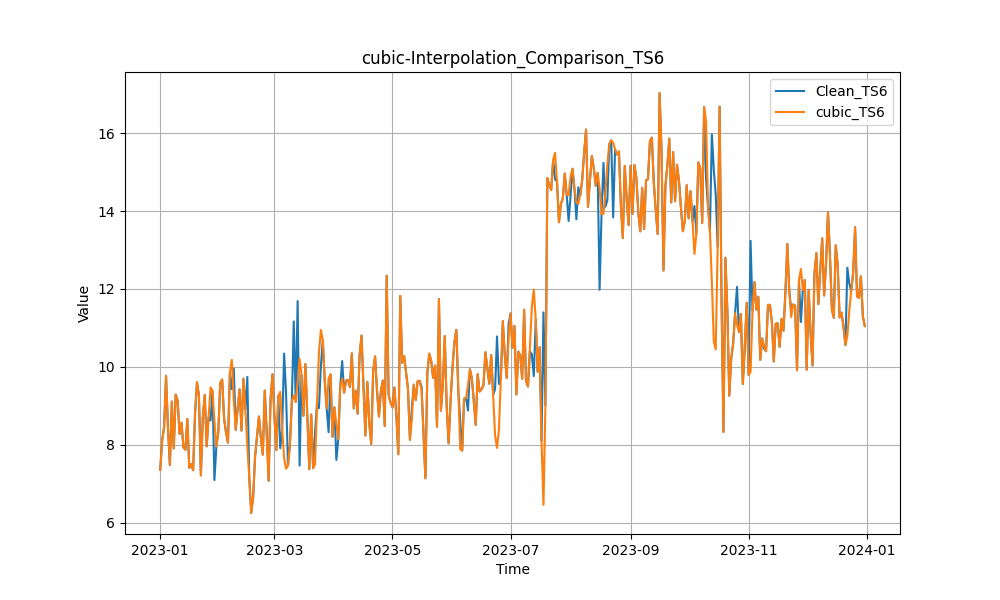 cubic-Interpolation_Comparison_TS6
Clean_TS6
cubic_TS6
Value
16
14
12
10
8
6
2023-01
2023-03
2023-05
2023-07
2023-09
2023-11
2024-01
Time